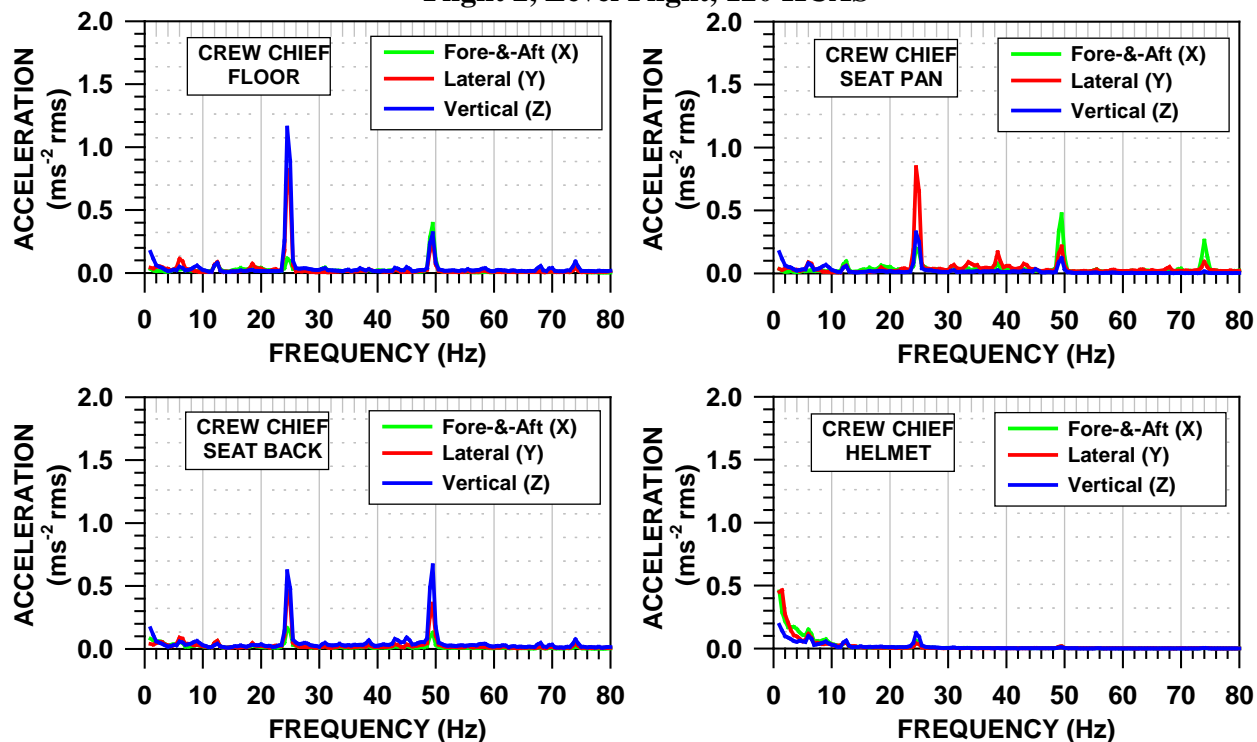 Flight Level Flight,
2.0
1.5
1.0
0.5
0.0
ACCELERATION
(ms⁻² rms)
CREW CHIEF
FLOOR
Fore-&-Aft (X)
Lateral (Y)
Vertical (Z)
0 10 20 30 40 50 60 70 80
FREQUENCY (Hz)
2.0
1.5
1.0
0.5
0.0
ACCELERATION
(ms⁻² rms)
CREW CHIEF
SEAT PAN
Fore-&-Aft (X)
Lateral (Y)
Vertical (Z)
0 10 20 30 40 50 60 70 80
FREQUENCY (Hz)
2.0
1.5
1.0
0.5
0.0
ACCELERATION
(ms⁻² rms)
CREW CHIEF
SEAT BACK
Fore-&-Aft (X)
Lateral (Y)
Vertical (Z)
0 10 20 30 40 50 60 70 80
FREQUENCY (Hz)
2.0
1.5
1.0
0.5
0.0
ACCELERATION
(ms⁻² rms)
CREW CHIEF
HELMET
Fore-&-Aft (X)
Lateral (Y)
Vertical (Z)
0 10 20 30 40 50 60 70 80
FREQUENCY (Hz)